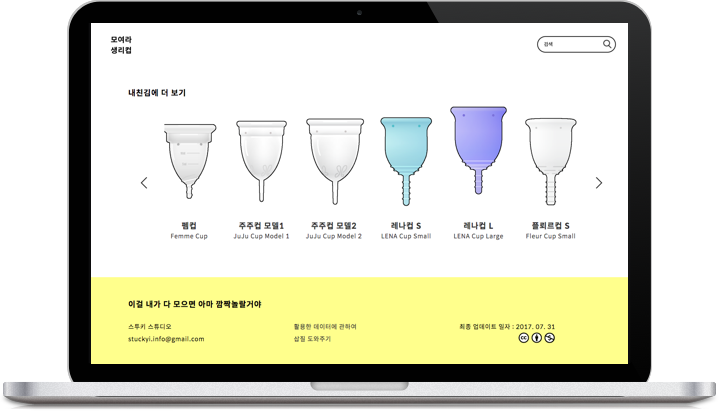 모여라
생리컵
검색
내친김에 더 보기
펨컵
Femme Cup
주주컵 모델1
JuJu Cup Model 1
주주컵 모델2
JuJu Cup Model 2
레나컵 S
LENA Cup Small
레나컵 L
LENA Cup Large
플뢰르컵 S
Fleur Cup Small
이걸 내가 다 모으면 아마 깜짝놀랄거야
스투키 스튜디오
stuckyi.info@gmail.com
활용한 데이터에 관하여
삽질 도와주기
최종 업데이트 일자 : 2017. 07. 31